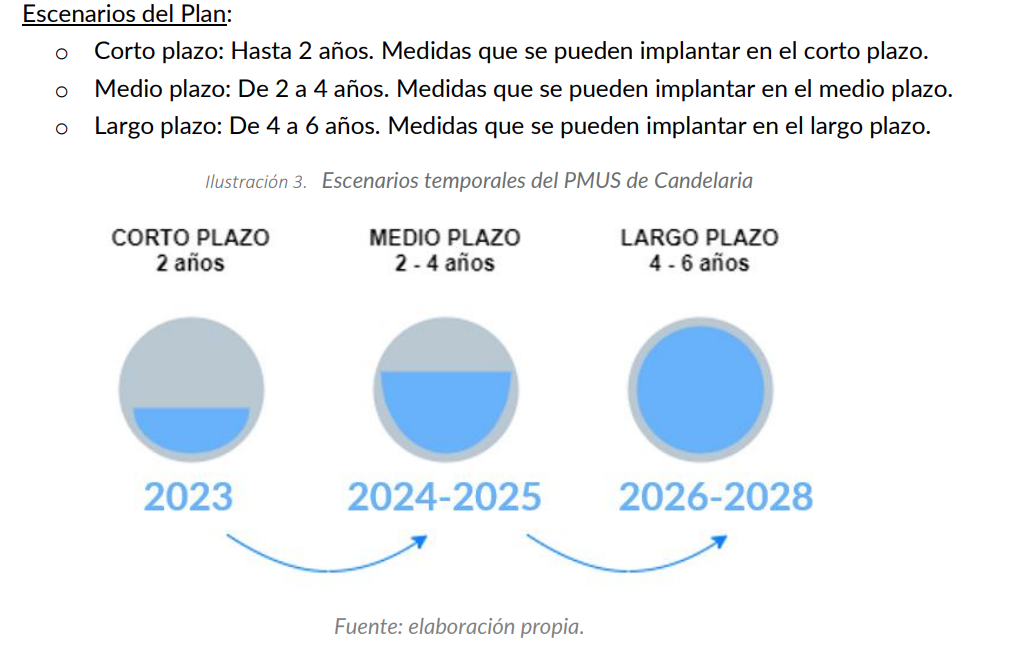 Escenarios del Plan:
o Corto plazo: Hasta 2 años. Medidas que se pueden implantar en el corto plazo.
o Medio plazo: De 2 a 4 años. Medidas que se pueden implantar en el medio plazo.
o Largo plazo: De 4 a 6 años. Medidas que se pueden implantar en el largo plazo.
Ilustración 3. Escenarios temporales del PMUS de Candelaria
CORTO PLAZO MEDIO PLAZO LARGO PLAZO
2 años 2 - 4 años 4 - 6 años
2023 2024-2025 2026-2028
Fuente: elaboración propia.